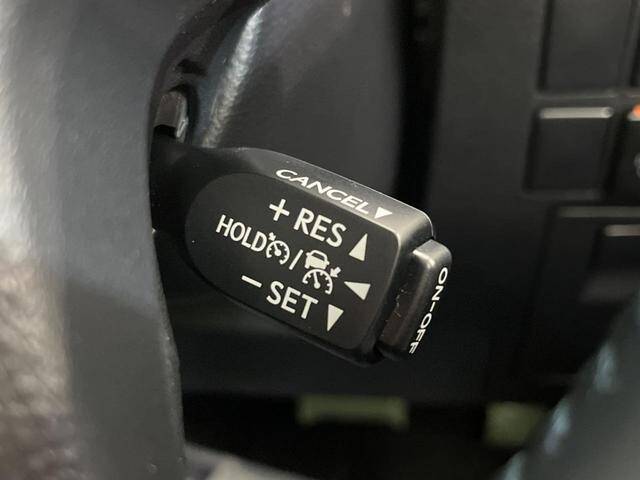 CANCEL▼
+ RES ▲
HOLD / ◀
− SET ▼
ON-OFF